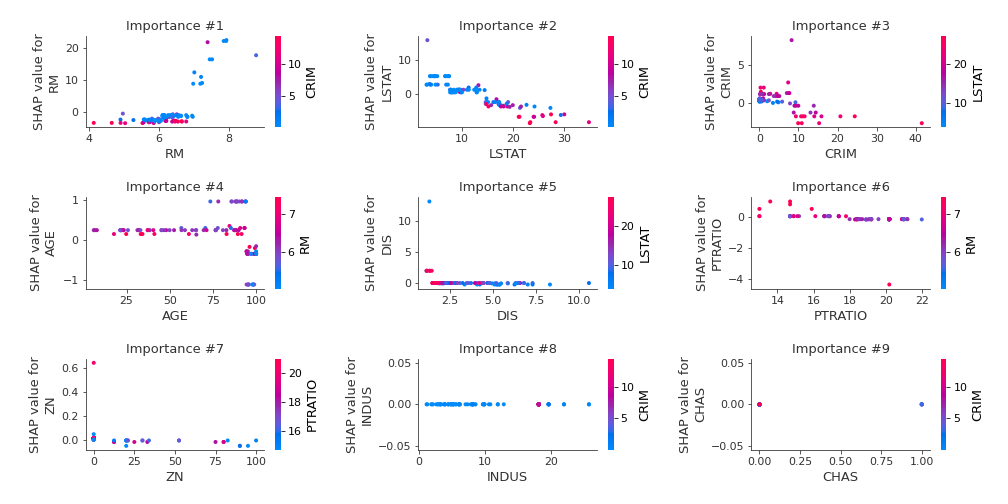 Importance #1
SHAP value for
RM
20
10
0
4
6
8
RM
10
5
CRIM
Importance #2
SHAP value for
LSTAT
10
0
10
20
30
LSTAT
10
5
CRIM
Importance #3
SHAP value for
CRIM
5
0
0
10
20
30
40
CRIM
20
10
LSTAT
Importance #4
SHAP value for
AGE
1
0
−1
25
50
75
100
AGE
7
6
RM
Importance #5
SHAP value for
DIS
10
5
0
2.5
5.0
7.5
10.0
DIS
20
10
LSTAT
Importance #6
SHAP value for
PTRATIO
0
−2
−4
14
16
18
20
22
PTRATIO
7
6
RM
Importance #7
SHAP value for
ZN
0.6
0.4
0.2
0.0
0
25
50
75
100
ZN
20
18
16
PTRATIO
Importance #8
SHAP value for
INDUS
0.05
0.00
−0.05
0
10
20
INDUS
10
5
CRIM
Importance #9
SHAP value for
CHAS
0.05
0.00
−0.05
0.00
0.25
0.50
0.75
1.00
CHAS
10
5
CRIM